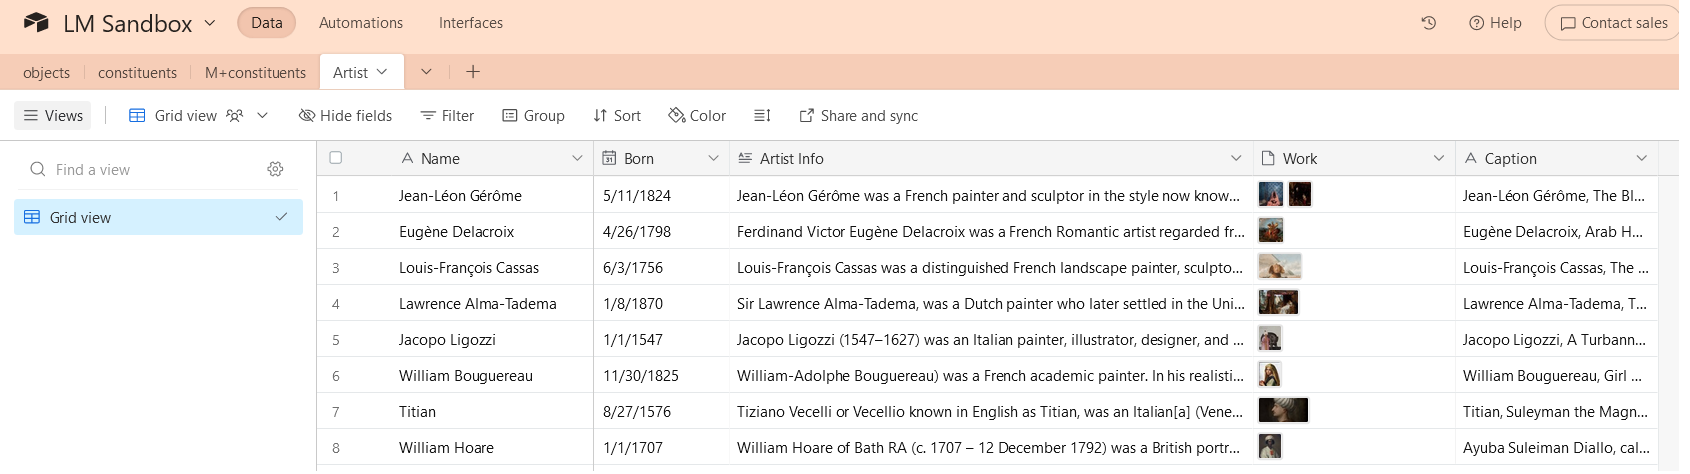 LM Sandbox Data Automations Interfaces Help Contact sales
objects constituents M+constituents Artist
Views Grid view Hide fields Filter Group Sort Color Share and sync
Find a view
Grid view
Name Born Artist Info Work Caption
1 Jean-Léon Gérôme 5/11/1824 Jean-Léon Gérôme was a French painter and sculptor in the style now know... Jean-Léon Gérôme, The Bl...
2 Eugène Delacroix 4/26/1798 Ferdinand Victor Eugène Delacroix was a French Romantic artist regarded fr... Eugène Delacroix, Arab H...
3 Louis-François Cassas 6/3/1756 Louis-François Cassas was a distinguished French landscape painter, sculpto... Louis-François Cassas, The ...
4 Lawrence Alma-Tadema 1/8/1870 Sir Lawrence Alma-Tadema, was a Dutch painter who later settled in the Uni... Lawrence Alma-Tadema, T...
5 Jacopo Ligozzi 1/1/1547 Jacopo Ligozzi (1547–1627) was an Italian painter, illustrator, designer, and ... Jacopo Ligozzi, A Turbann...
6 William Bouguereau 11/30/1825 William-Adolphe Bouguereau) was a French academic painter. In his realisti... William Bouguereau, Girl ...
7 Titian 8/27/1576 Tiziano Vecelli or Vecellio known in English as Titian, was an Italian[a] (Vene... Titian, Suleyman the Magn...
8 William Hoare 1/1/1707 William Hoare of Bath RA (c. 1707 – 12 December 1792) was a British portr... Ayuba Suleiman Diallo, cal...